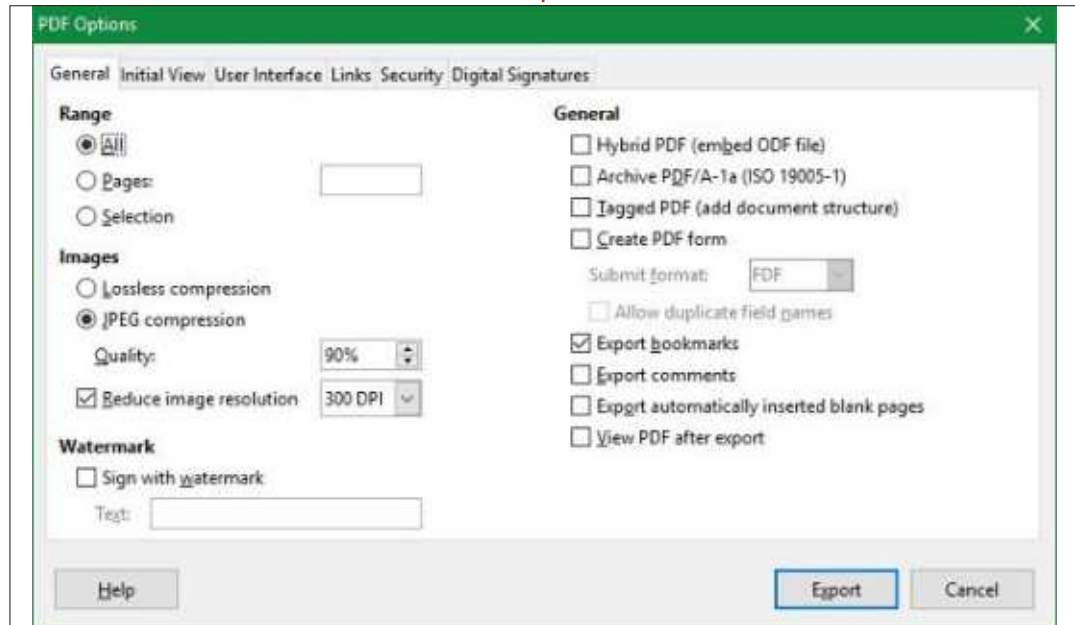 PDF Options
General Initial View User Interface Links Security Digital Signatures
Range
All
Pages:
Selection
Images
Lossless compression
JPEG compression
Quality: 90%
Reduce image resolution 300 DPI
Watermark
Sign with watermark
Text:
General
Hybrid PDF (embed ODF file)
Archive PDF/A-1a (ISO 19005-1)
Tagged PDF (add document structure)
Create PDF form
Submit format: FDF
Allow duplicate field names
Export bookmarks
Export comments
Export automatically inserted blank pages
View PDF after export
Help Export Cancel